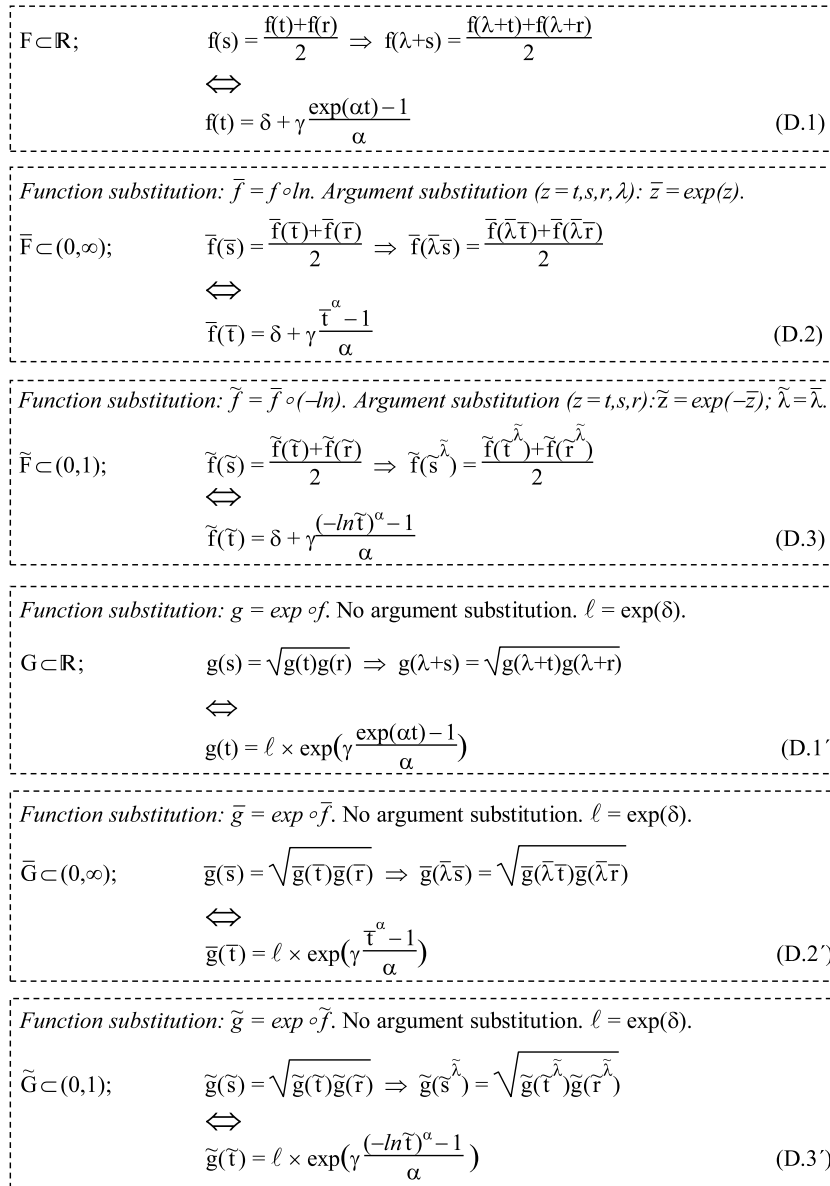 F⊂ℝ; f(s) = (f(t)+f(r))/2 ⇒ f(λ+s) = (f(λ+t)+f(λ+r))/2
⇔
f(t) = δ + γ (exp(αt) – 1)/α (D.1)
Function substitution: f̅ = f∘ln. Argument substitution (z = t,s,r,λ): z̅ = exp(z).
F̅⊂(0,∞); f̅(s̅) = (f̅(t̅)+f̅(r̅))/2 ⇒ f̅(λ̅s̅) = (f̅(λ̅t̅)+f̅(λ̅r̅))/2
⇔
f̅(t̅) = δ + γ (t̅^α – 1)/α (D.2)
Function substitution: f̃ = f̅∘(–ln). Argument substitution (z = t,s,r): z̃ = exp(–z̅); λ̃ = λ̅.
F̃⊂(0,1); f̃(s̃) = (f̃(t̃)+f̃(r̃))/2 ⇒ f̃(s̃^λ̃) = (f̃(t̃^λ̃)+f̃(r̃^λ̃))/2
⇔
f̃(t̃) = δ + γ ((–ln t̃)^α – 1)/α (D.3)
Function substitution: g = exp∘f. No argument substitution. ℓ = exp(δ).
G⊂ℝ; g(s) = √(g(t)g(r)) ⇒ g(λ+s) = √(g(λ+t)g(λ+r))
⇔
g(t) = ℓ × exp(γ (exp(αt) – 1)/α) (D.1´
Function substitution: g̅ = exp∘f̅. No argument substitution. ℓ = exp(δ).
G̅⊂(0,∞); g̅(s̅) = √(g̅(t̅)g̅(r̅)) ⇒ g̅(λ̅s̅) = √(g̅(λ̅t̅)g̅(λ̅r̅))
⇔
g̅(t̅) = ℓ × exp(γ (t̅^α – 1)/α) (D.2´)
Function substitution: g̃ = exp∘f̃. No argument substitution. ℓ = exp(δ).
G̃⊂(0,1); g̃(s̃) = √(g̃(t̃)g̃(r̃)) ⇒ g̃(s̃^λ̃) = √(g̃(t̃^λ̃)g̃(r̃^λ̃))
⇔
g̃(t̃) = ℓ × exp(γ ((–ln t̃)^α – 1)/α) (D.3´)